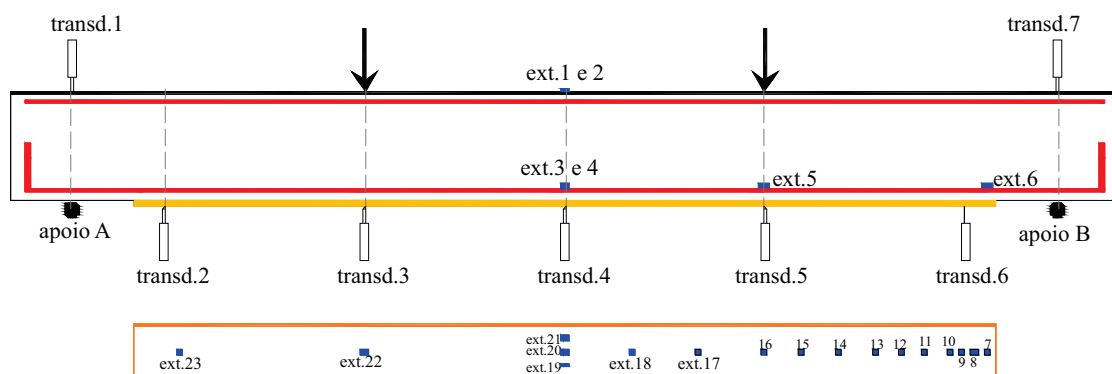 transd.1
transd.7
ext.1 e 2
ext.3 e 4
ext.5
ext.6
apoio A
apoio B
transd.2
transd.3
transd.4
transd.5
transd.6
ext.21
16 15 14 13 12 11 10 7
ext.23 ext.22 ext.20 ext.18 ext.17 9 8
ext.19